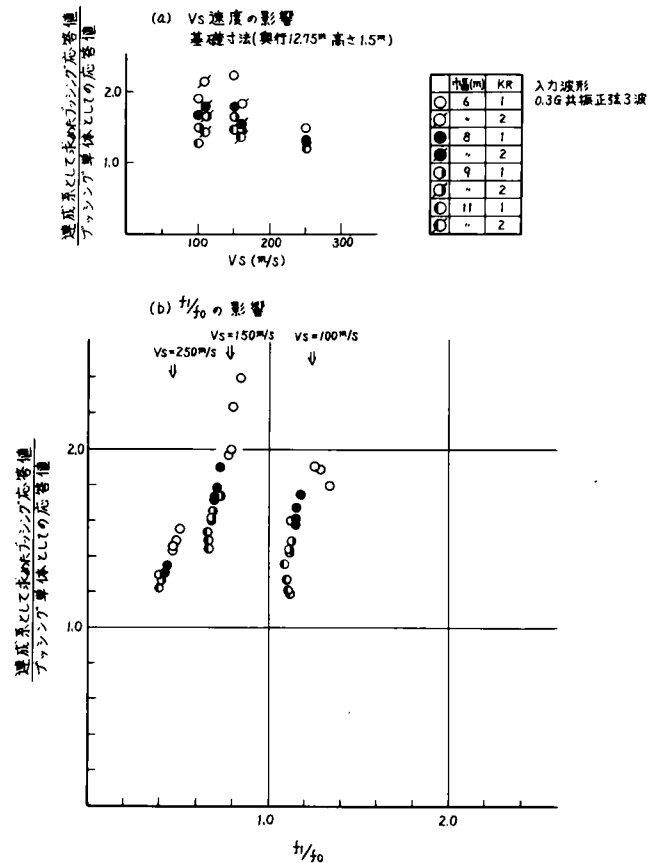 (a) Vs 速度の影響
基礎寸法(奥行12.75m 高さ1.5m)
連成系として求めたブッシング応答値
ブッシング単体としての応答値
2.0
1.0
100
200
300
Vs (m/s)
幅(m) KR
6 1
〃 2
8 1
〃 2
9 1
〃 2
11 1
〃 2
入力波形
0.3G共振正弦3波
(b) f1/f0 の影響
Vs=250m/s
Vs=150m/s
Vs=100m/s
連成系として求めたブッシング応答値
ブッシング単体としての応答値
2.0
1.0
1.0
2.0
f1/f0